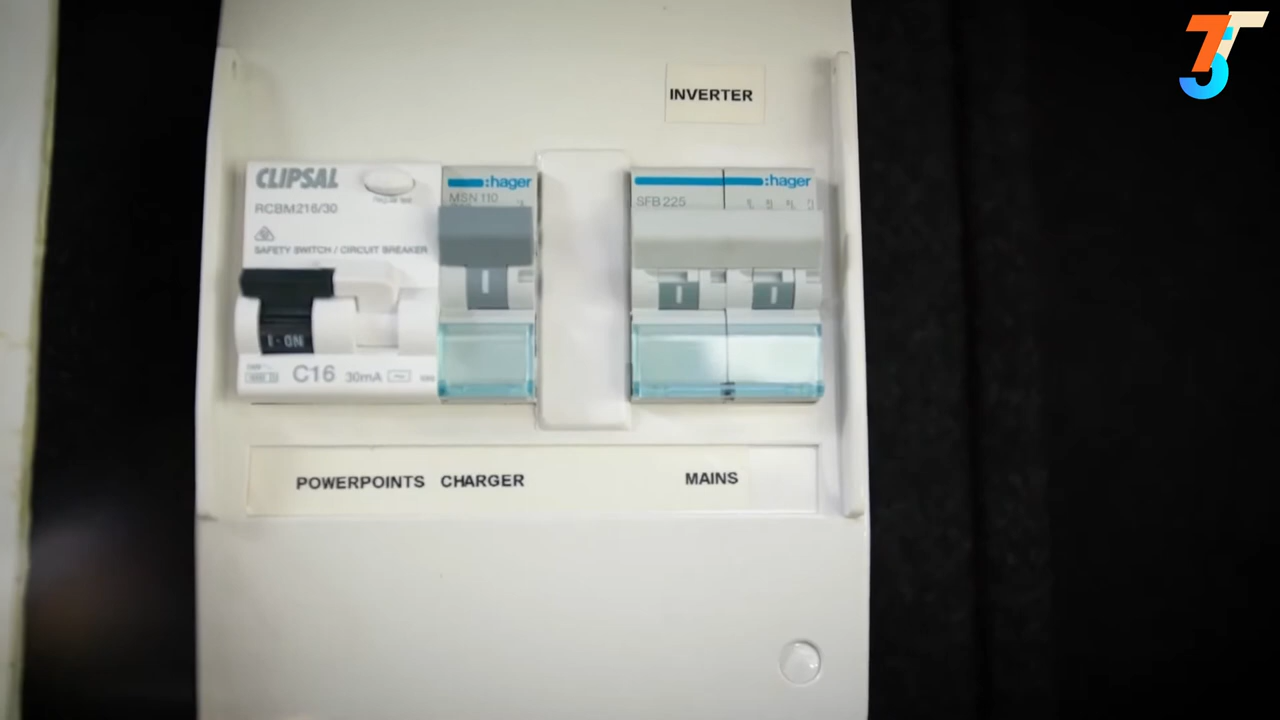 INVERTER
CLIPSAL
RCBM216/30
SAFETY SWITCH / CIRCUIT BREAKER
I-ON
C16 30mA
:hager
MSN 110
:hager
SFB 225
POWERPOINTS CHARGER MAINS